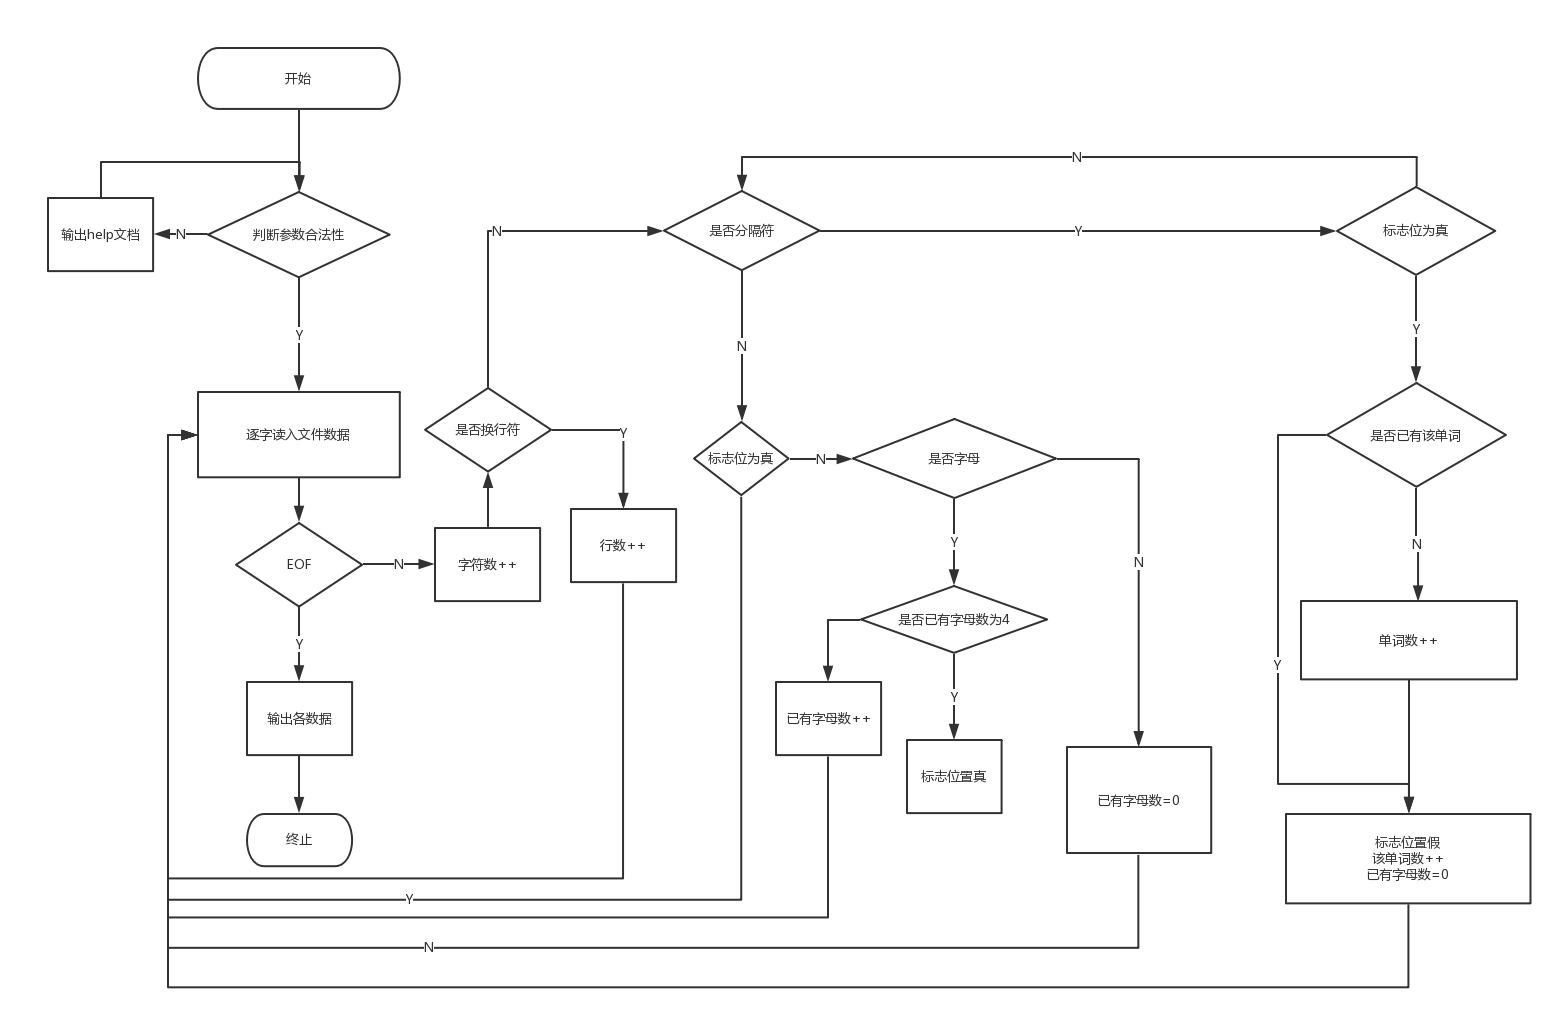 开始
N
输出help文档
N
判断参数合法性
N
是否分隔符
Y
标志位为真
Y
N
Y
逐字读入文件数据
是否换行符
Y
标志位为真
N
是否字母
是否已有该单词
EOF
N
字符数++
行数++
Y
N
N
是否已有字母数为4
单词数++
Y
Y
Y
输出各数据
已有字母数++
标志位置真
已有字母数=0
终止
标志位置假
该单词数++
已有字母数=0
Y
N